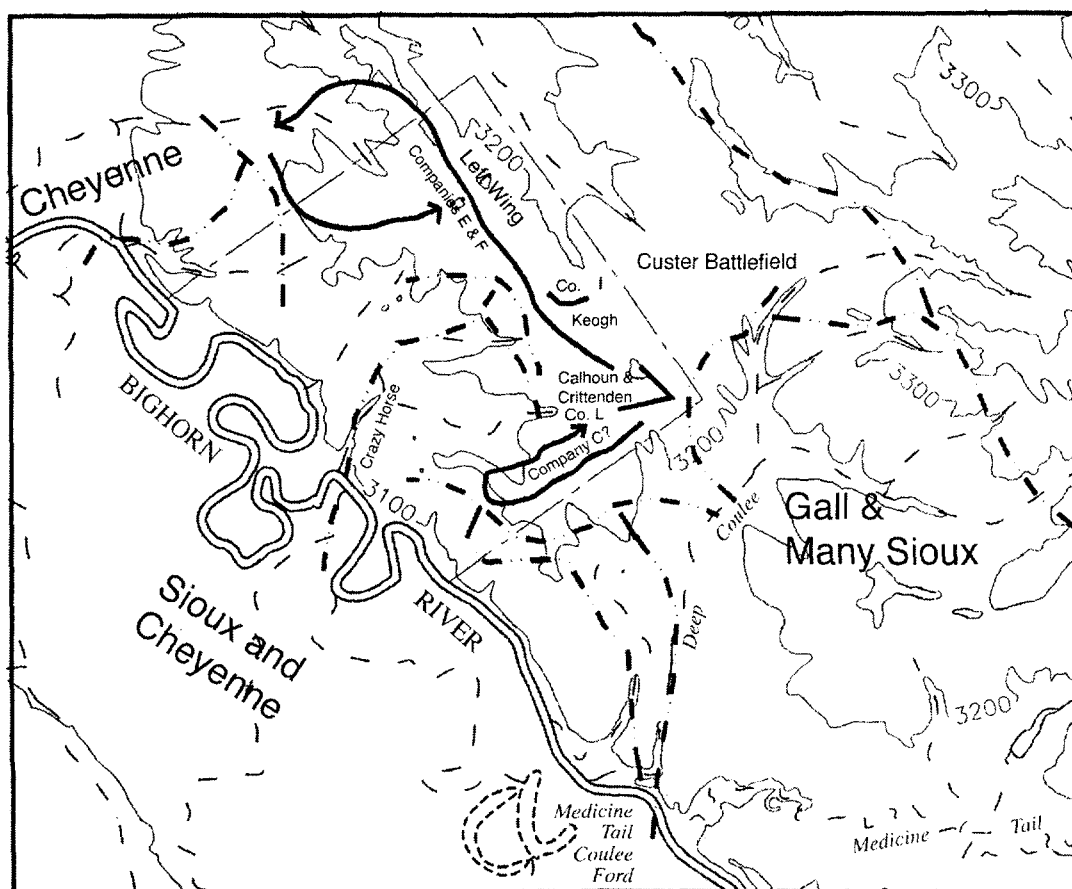 3300
3200
Left Wing
Companies E & F
Cheyenne
Co. I
Custer Battlefield
Keogh
Calhoun &
Crittenden
Co. L
3300
Crazy Horse
Company C?
3200
BIGHORN
3100
Coulee
Gall &
Many Sioux
Sioux and
Cheyenne
RIVER
Deep
3200
Medicine
Tail
Coulee
Ford
Medicine
Tail